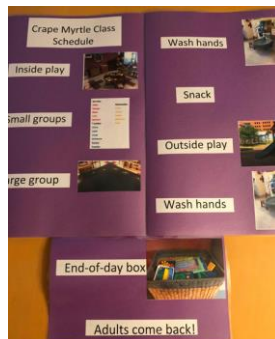 Crape Myrtle Class
Schedule
Inside play
Small groups
arge group
Wash hands
Snack
Outside play
Wash hands
End-of-day box
Adults come back!